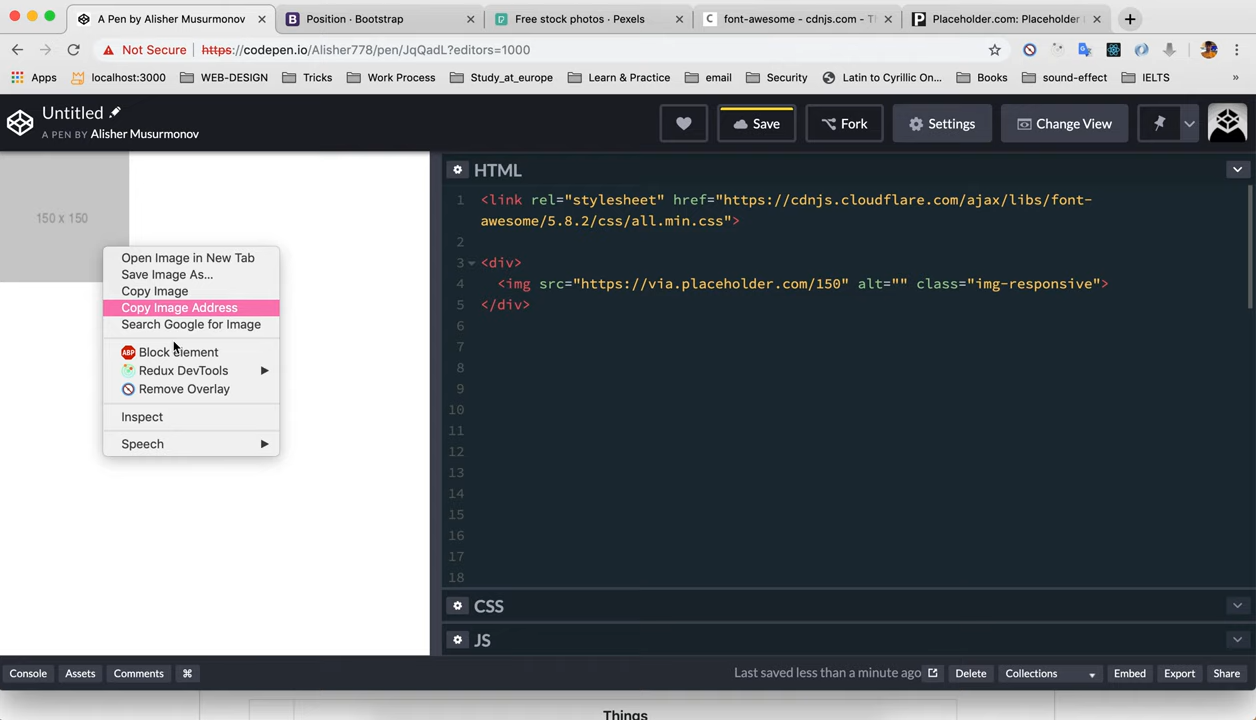 A Pen by Alisher Musurmonov
Position · Bootstrap
Free stock photos · Pexels
font-awesome - cdnjs.com - T
Placeholder.com: Placeholder
Not Secure https://codepen.io/Alisher778/pen/JqQadL?editores=1000
Apps
localhost:3000
WEB-DESIGN
Tricks
Work Process
Study_at_europe
Learn & Practice
email
Security
Latin to Cyrillic On...
Books
sound-effect
IELTS
»
Untitled
A PEN BY Alisher Musurmonov
Save
Fork
Settings
Change View
150 x 150
Open Image in New Tab
Save Image As...
Copy Image
Copy Image Address
Search Google for Image
ABP Block element
Redux DevTools
Remove Overlay
Inspect
Speech
HTML
1 <link rel="stylesheet" href="https://cdnjs.cloudflare.com/ajax/libs/font-
awesome/5.8.2/css/all.min.css">
2
3 <div>
4 <img src="https://via.placeholder.com/150" alt="" class="img-responsive">
5 </div>
6
7
8
9
10
11
12
13
14
15
16
17
18
CSS
JS
Console
Assets
Comments
⌘
Last saved less than a minute ago
Delete
Collections
Embed
Export
Share
Things